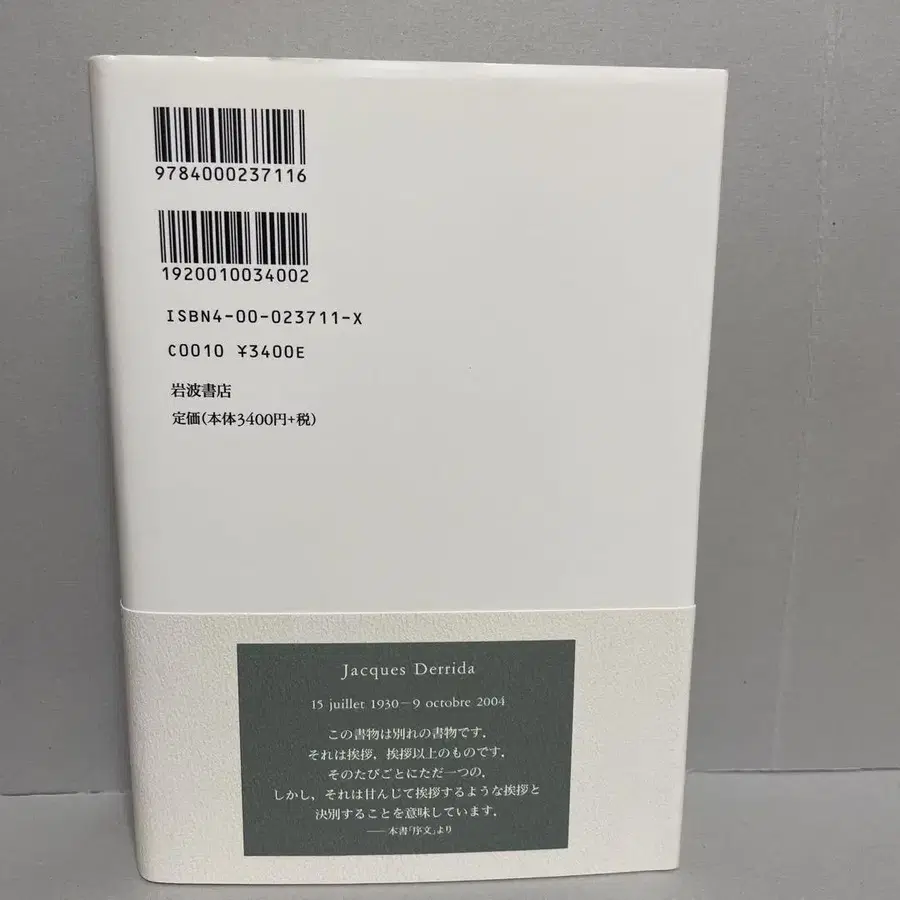 9784000237116
1920010034002
ISBN4-00-023711-X
C0010 ¥3400E
岩波書店
定価(本体3400円+税)
Jacques Derrida
15 juillet 1930－9 octobre 2004
この書物は別れの書物です．
それは挨拶，挨拶以上のものです．
そのたびごとにただ一つの，
しかし，それは甘んじて挨拶するような挨拶と
決別することを意味しています．
――本書「序文」より